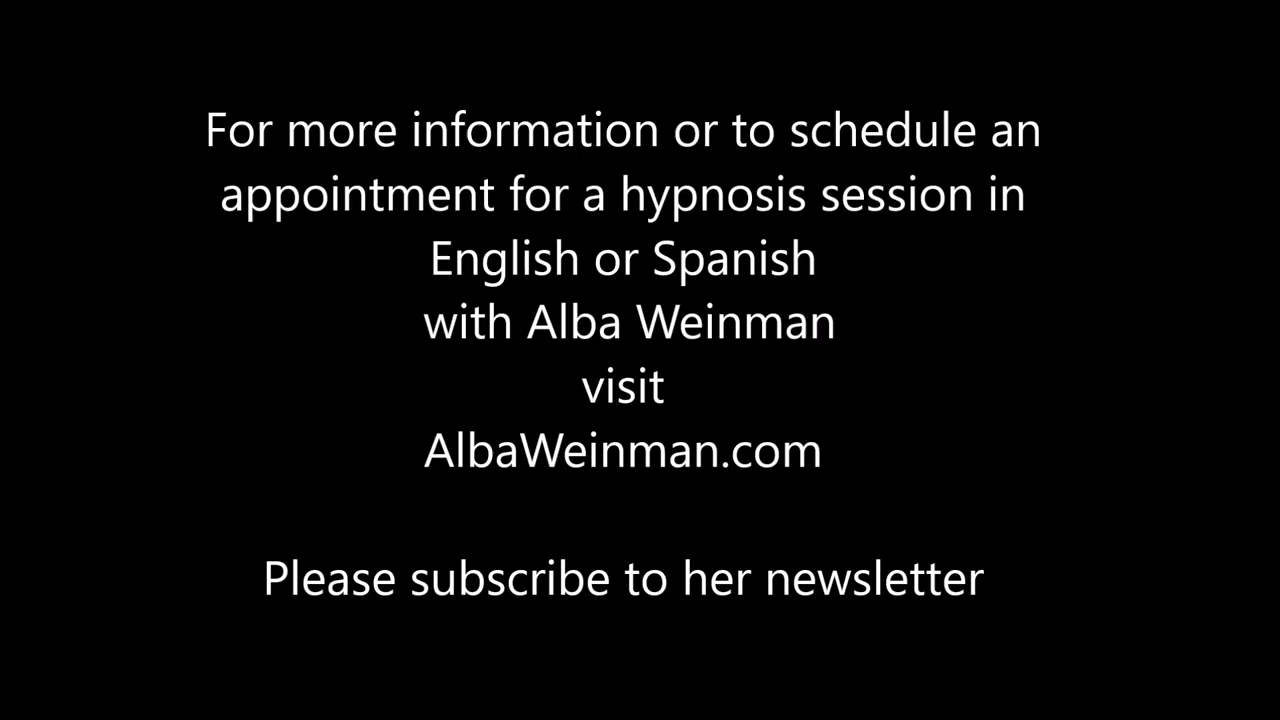 For more information or to schedule an
appointment for a hypnosis session in
English or Spanish
with Alba Weinman
visit
AlbaWeinman.com
Please subscribe to her newsletter